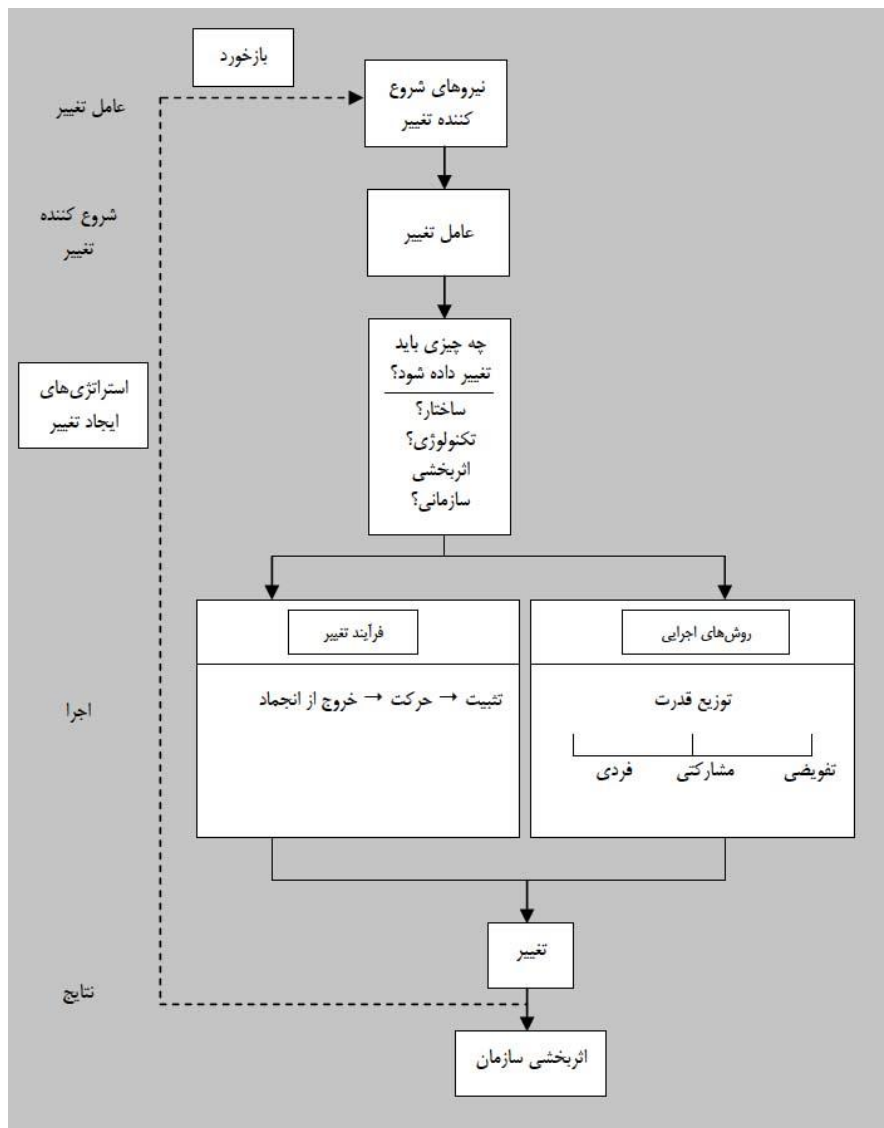 بازخورد
نیروهای شروع
کننده تغییر
عامل تغییر
عامل تغییر
شروع کننده
تغییر
چه چیزی باید
تغییر داده شود؟
ساختار؟
تکنولوژی؟
اثربخشی
سازمانی؟
استراتژی‌های
ایجاد تغییر
روش‌های اجرایی
توزیع قدرت
تفویضی مشارکتی فردی
فرآیند تغییر
تثبیت → حرکت → خروج از انجماد
اجرا
تغییر
نتایج
اثربخشی سازمان